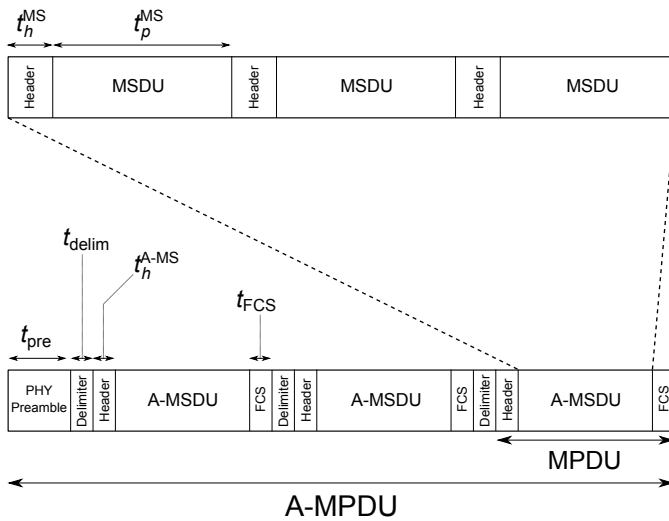 t_h^MS
t_p^MS
Header
MSDU
Header
MSDU
Header
MSDU
t_delim
t_h^A-MS
t_FCS
t_pre
PHY
Preamble
Delimiter
Header
A-MSDU
FCS
Delimiter
Header
A-MSDU
FCS
Delimiter
Header
A-MSDU
FCS
MPDU
A-MPDU